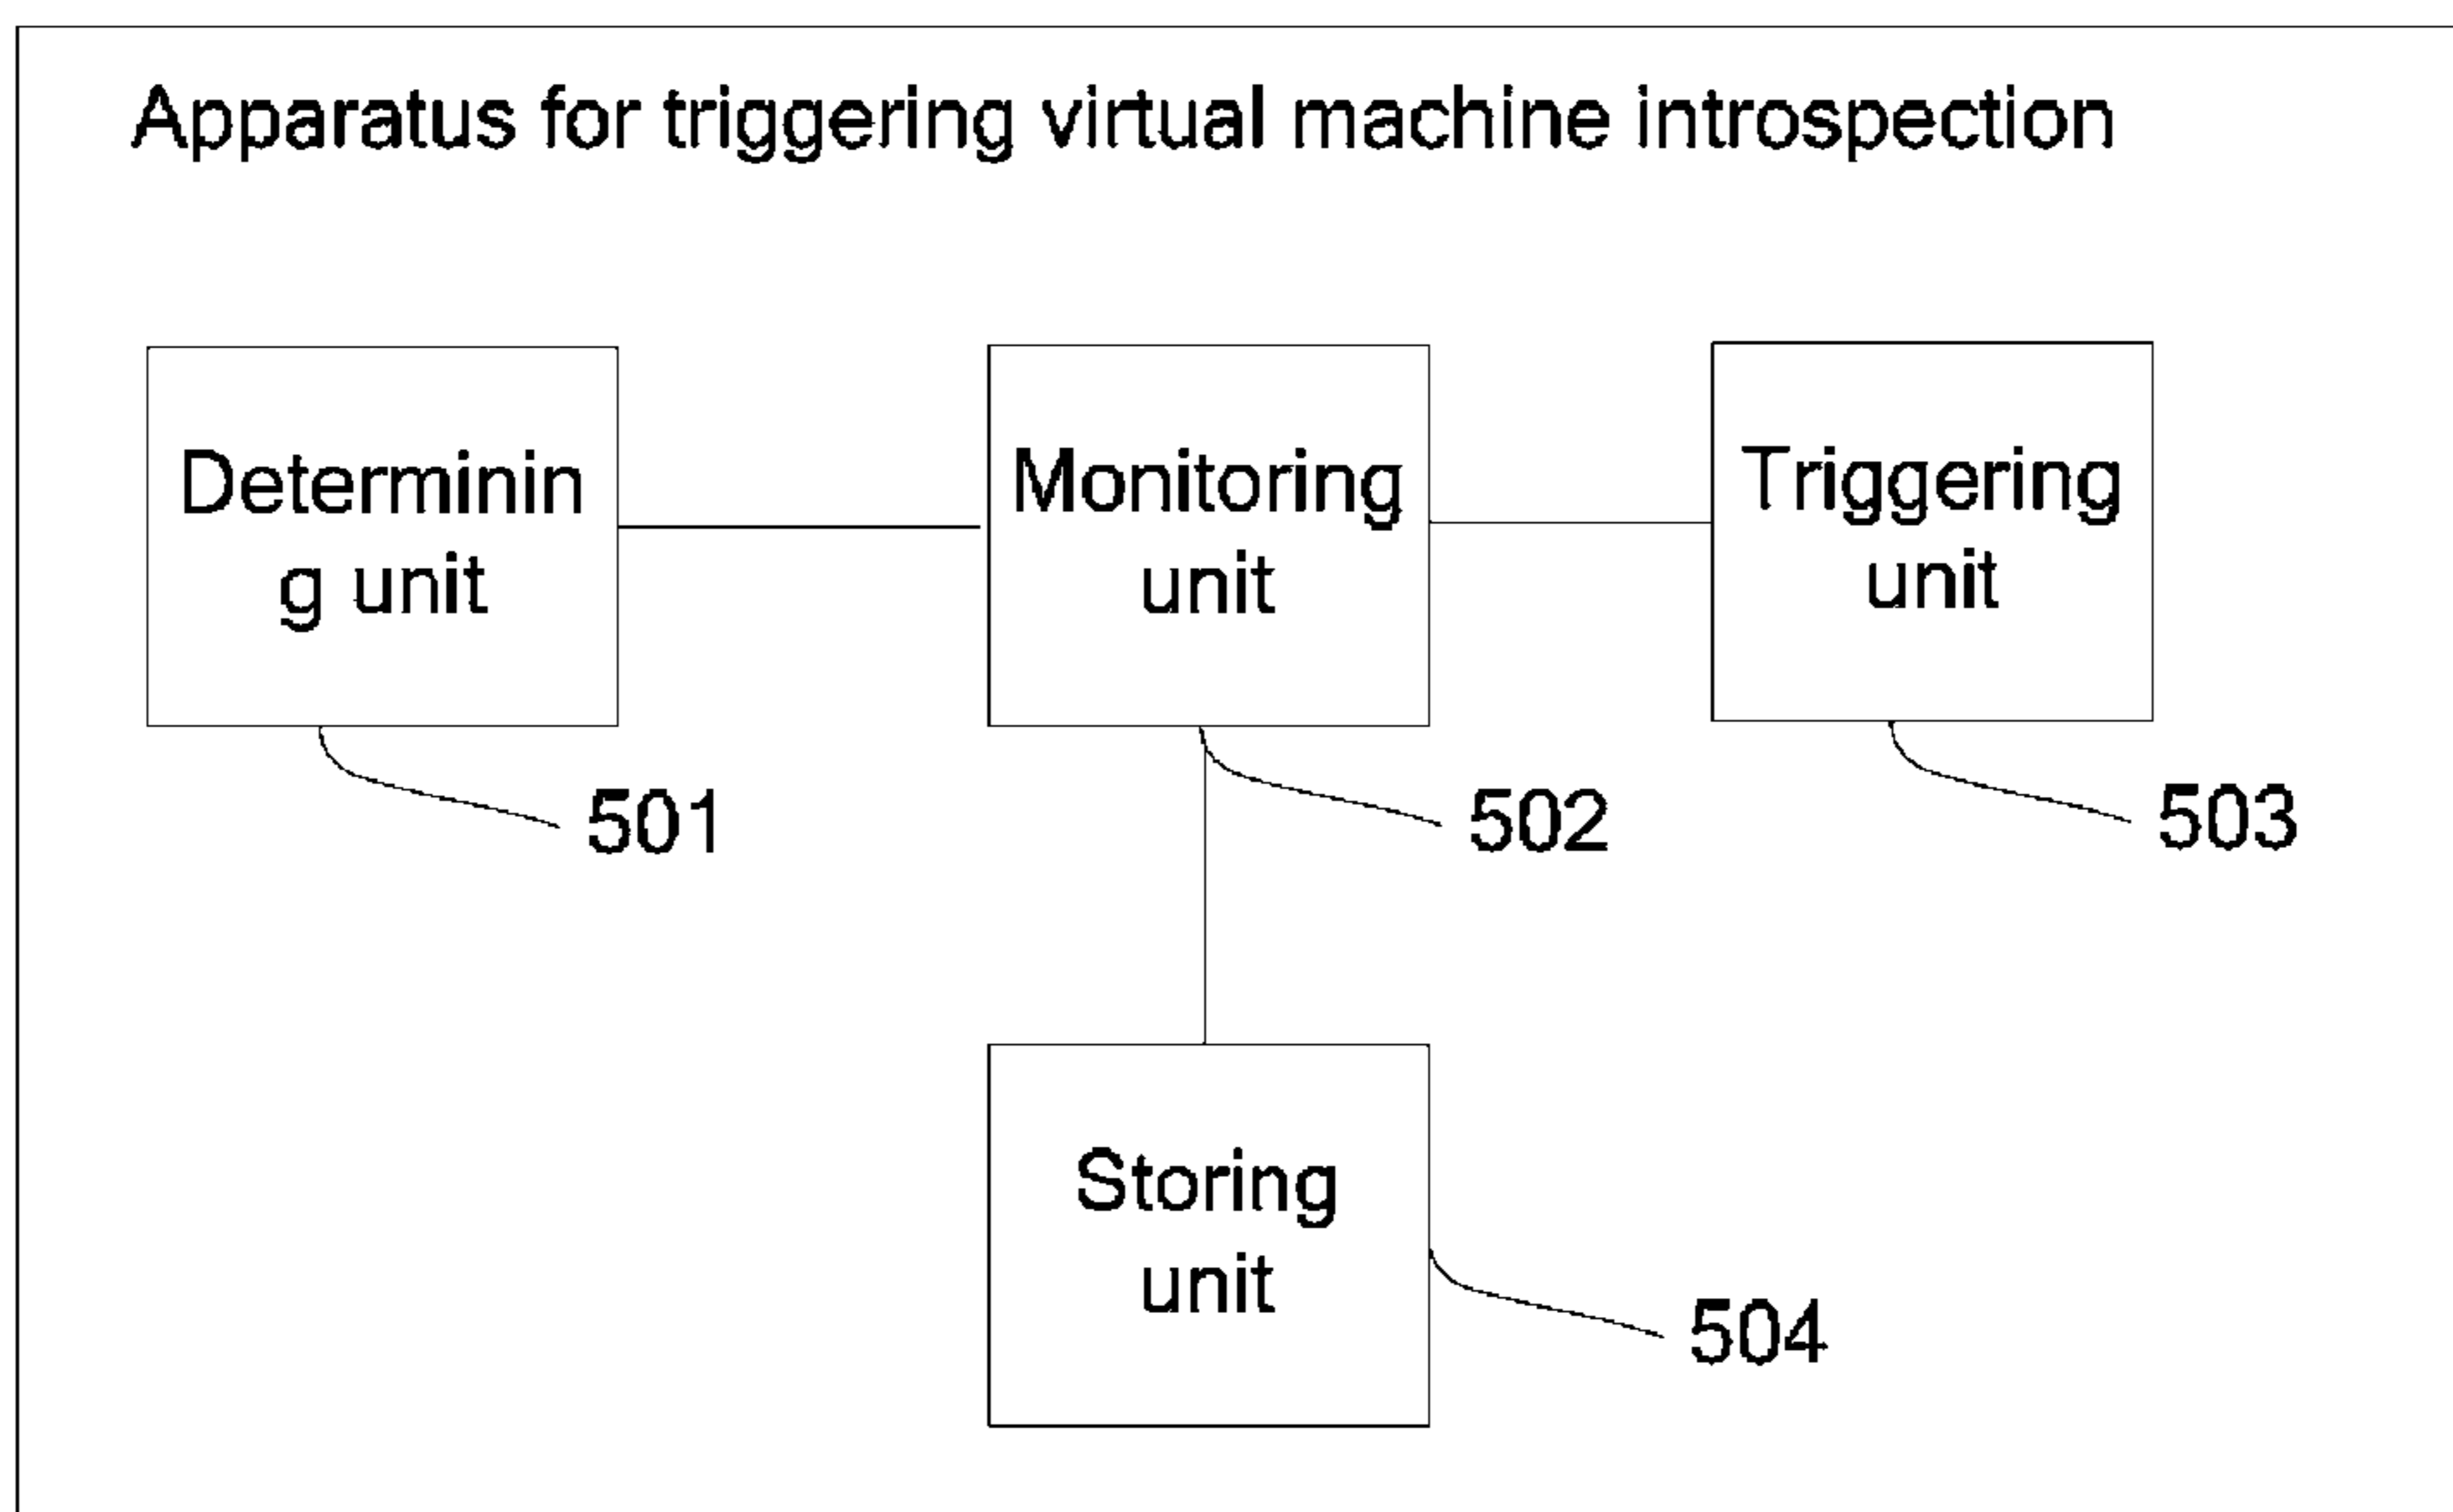 Apparatus for triggering virtual machine introspection
Determinin
g unit
Monitoring
unit
Triggering
unit
501
502
503
Storing
unit
504